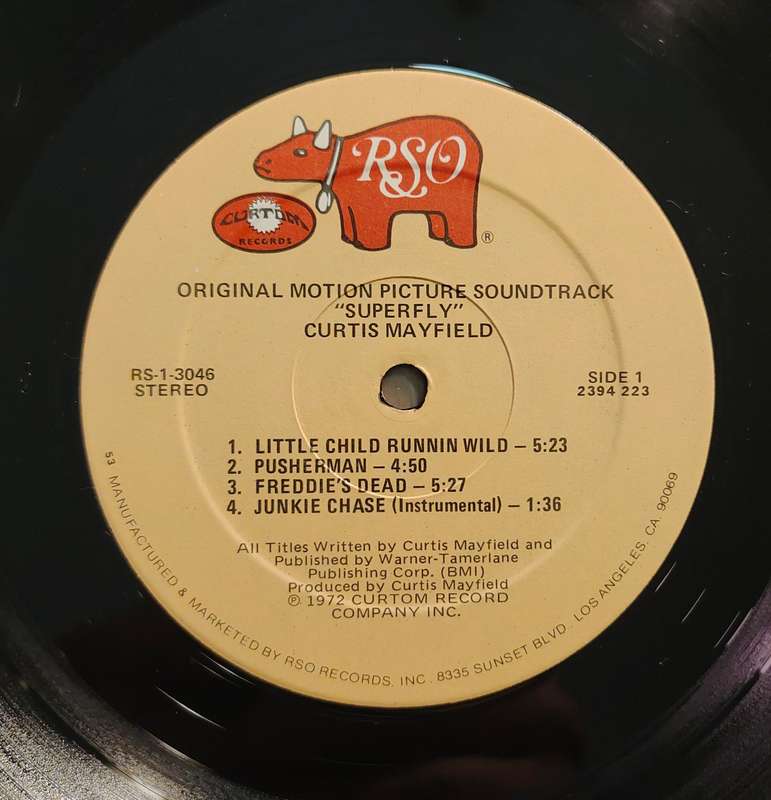 RSO
®
CURTOM
RECORDS
ORIGINAL MOTION PICTURE SOUNDTRACK
"SUPERFLY"
CURTIS MAYFIELD
RS-1-3046
STEREO
SIDE 1
2394 223
1. LITTLE CHILD RUNNIN WILD – 5:23
2. PUSHERMAN – 4:50
3. FREDDIE'S DEAD – 5:27
4. JUNKIE CHASE (Instrumental) – 1:36
All Titles Written by Curtis Mayfield and
Published by Warner-Tamerlane
Publishing Corp. (BMI)
Produced by Curtis Mayfield
℗ 1972 CURTOM RECORD
COMPANY INC.
53 MANUFACTURED & MARKETED BY RSO RECORDS, INC. 8335 SUNSET BLVD. LOS ANGELES, CA. 90069